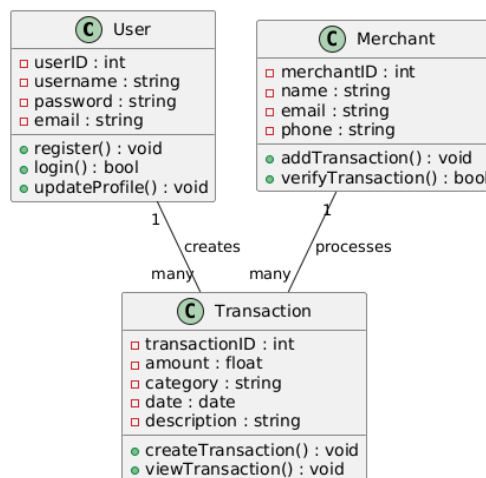 C User
userID : int
username : string
password : string
email : string
register() : void
login() : bool
updateProfile() : void
C Merchant
merchantID : int
name : string
email : string
phone : string
addTransaction() : void
verifyTransaction() : bool
1
creates
many
1
processes
many
C Transaction
transactionID : int
amount : float
category : string
date : date
description : string
createTransaction() : void
viewTransaction() : void